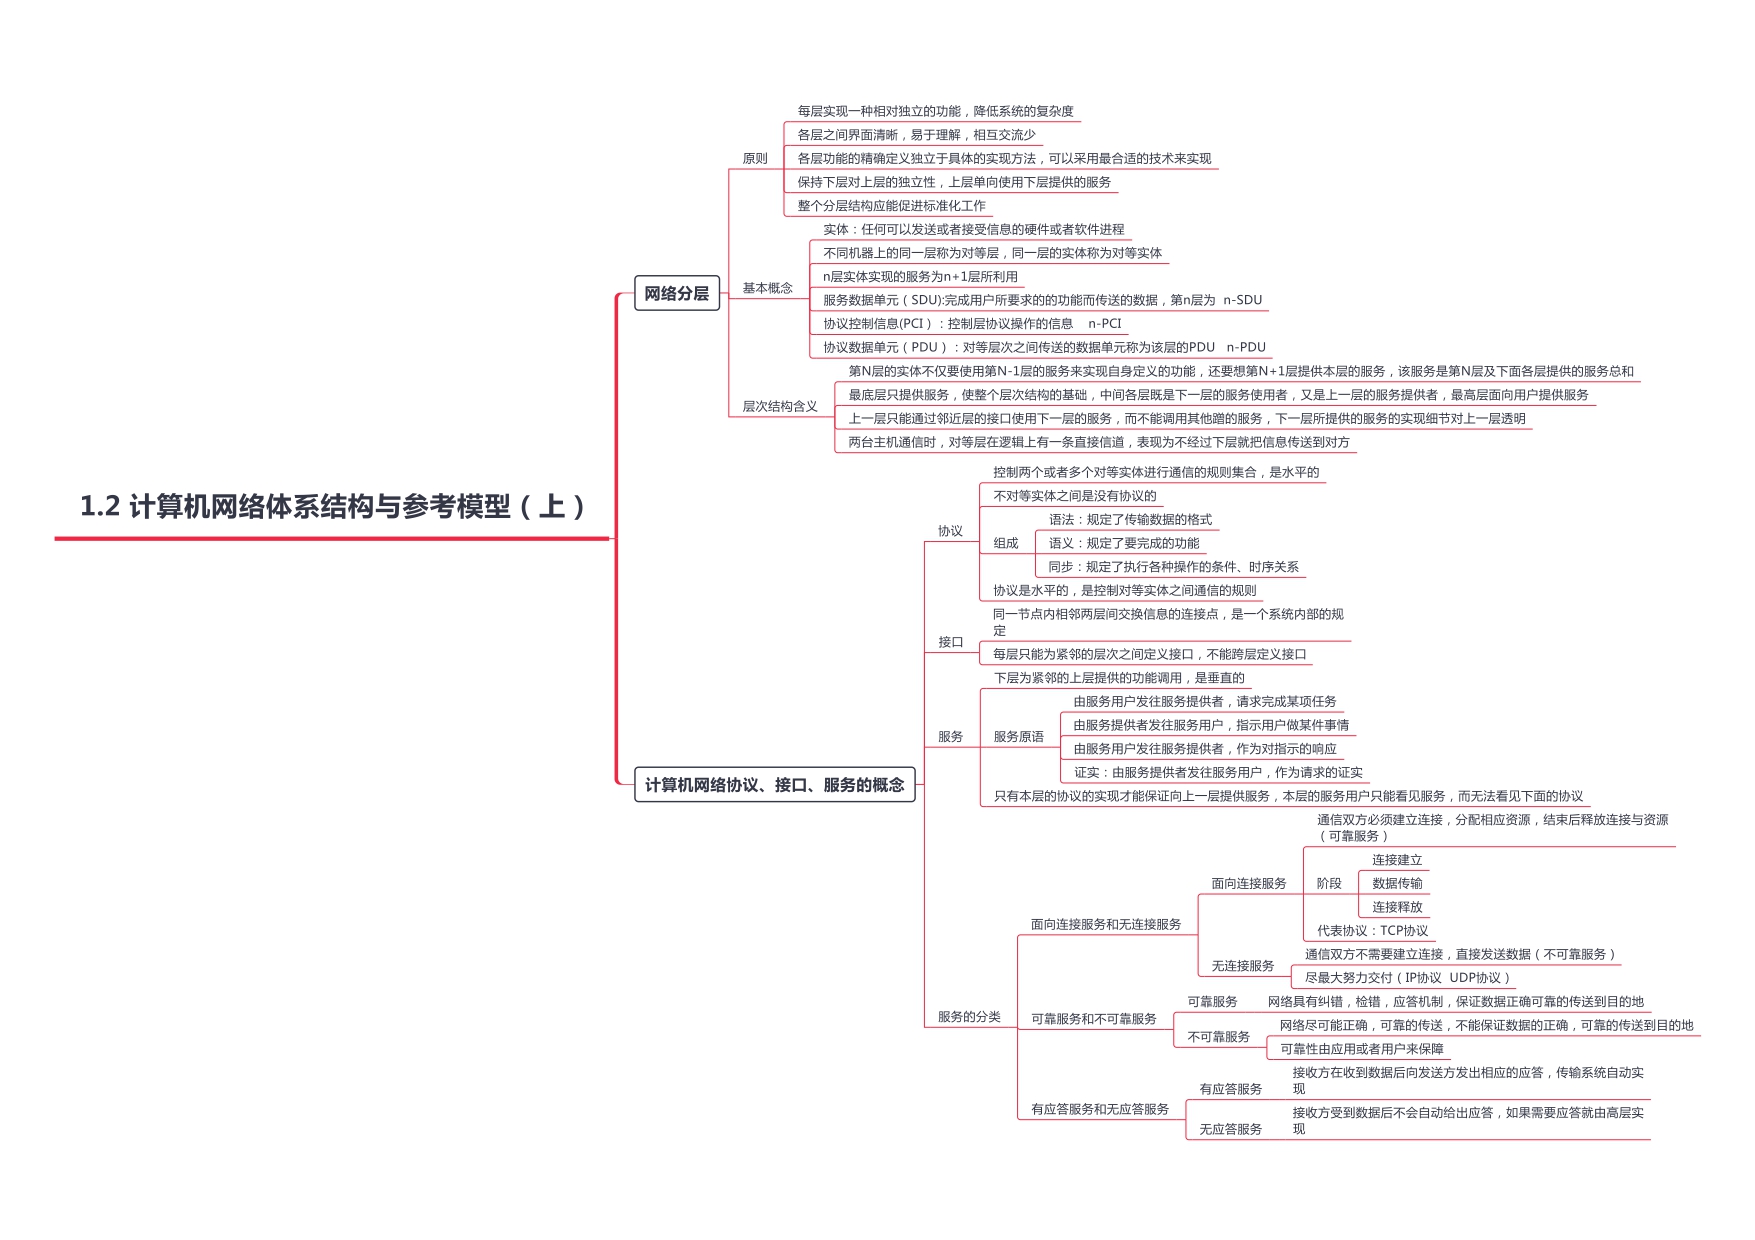 每层实现一种相对独立的功能，降低系统的复杂度
各层之间界面清晰，易于理解，相互交流少
原则
各层功能的精确定义独立于具体的实现方法，可以采用最合适的技术来实现
保持下层对上层的独立性，上层单向使用下层提供的服务
整个分层结构应能促进标准化工作
实体：任何可以发送或者接受信息的硬件或者软件进程
不同机器上的同一层称为对等层，同一层的实体称为对等实体
n层实体实现的服务为n+1层所利用
网络分层
基本概念
服务数据单元（SDU):完成用户所要求的的功能而传送的数据，第n层为 n-SDU
协议控制信息(PCI）：控制层协议操作的信息 n-PCI
协议数据单元（PDU）：对等层次之间传送的数据单元称为该层的PDU n-PDU
第N层的实体不仅要使用第N-1层的服务来实现自身定义的功能，还要想第N+1层提供本层的服务，该服务是第N层及下面各层提供的服务总和
最底层只提供服务，使整个层次结构的基础，中间各层既是下一层的服务使用者，又是上一层的服务提供者，最高层面向用户提供服务
层次结构含义
上一层只能通过邻近层的接口使用下一层的服务，而不能调用其他蹭的服务，下一层所提供的服务的实现细节对上一层透明
两台主机通信时，对等层在逻辑上有一条直接信道，表现为不经过下层就把信息传送到对方
1.2 计算机网络体系结构与参考模型（上）
控制两个或者多个对等实体进行通信的规则集合，是水平的
不对等实体之间是没有协议的
协议
语法：规定了传输数据的格式
组成
语义：规定了要完成的功能
同步：规定了执行各种操作的条件、时序关系
协议是水平的，是控制对等实体之间通信的规则
同一节点内相邻两层间交换信息的连接点，是一个系统内部的规
定
接口
每层只能为紧邻的层次之间定义接口，不能跨层定义接口
下层为紧邻的上层提供的功能调用，是垂直的
由服务用户发往服务提供者，请求完成某项任务
由服务提供者发往服务用户，指示用户做某件事情
服务
服务原语
由服务用户发往服务提供者，作为对指示的响应
证实：由服务提供者发往服务用户，作为请求的证实
计算机网络协议、接口、服务的概念
只有本层的协议的实现才能保证向上一层提供服务，本层的服务用户只能看见服务，而无法看见下面的协议
通信双方必须建立连接，分配相应资源，结束后释放连接与资源
（可靠服务）
连接建立
面向连接服务
阶段
数据传输
连接释放
代表协议：TCP协议
面向连接服务和无连接服务
通信双方不需要建立连接，直接发送数据（不可靠服务）
无连接服务
尽最大努力交付（IP协议 UDP协议）
服务的分类
可靠服务和不可靠服务
可靠服务
网络具有纠错，检错，应答机制，保证数据正确可靠的传送到目的地
网络尽可能正确，可靠的传送，不能保证数据的正确，可靠的传送到目的地
不可靠服务
可靠性由应用或者用户来保障
接收方在收到数据后向发送方发出相应的应答，传输系统自动实
现
有应答服务
有应答服务和无应答服务
接收方受到数据后不会自动给出应答，如果需要应答就由高层实
现
无应答服务